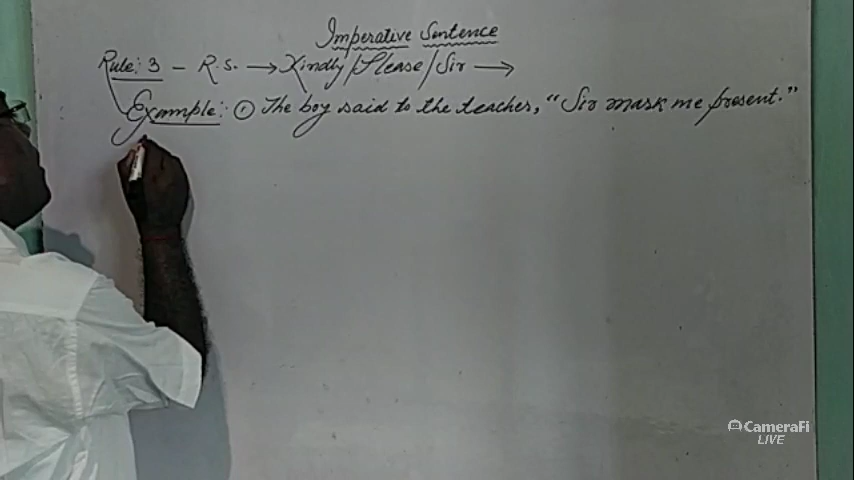 Imperative Sentence
Rule: 3 - R.S. → Kindly/Please/Sir →
Example: ① The boy said to the teacher, "Sir mark me present."
CameraFi
LIVE